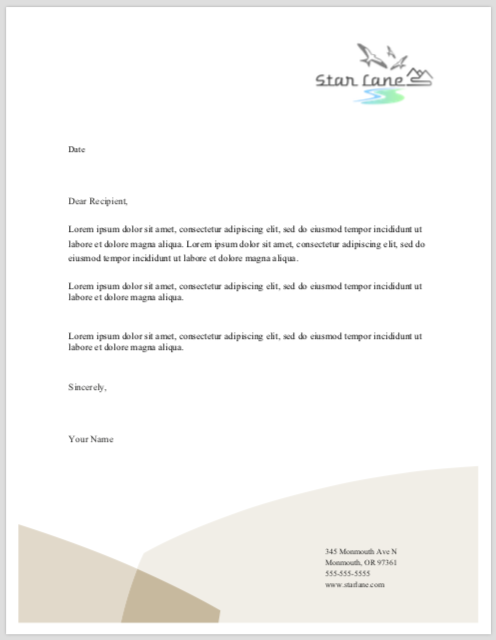 Star Lane
Date
Dear Recipient,
Lorem ipsum dolor sit amet, consectetur adipiscing elit, sed do eiusmod tempor incididunt ut
labore et dolore magna aliqua. Lorem ipsum dolor sit amet, consectetur adipiscing elit, sed do
eiusmod tempor incididunt ut labore et dolore magna aliqua.
Lorem ipsum dolor sit amet, consectetur adipiscing elit, sed do eiusmod tempor incididunt ut
labore et dolore magna aliqua.
Lorem ipsum dolor sit amet, consectetur adipiscing elit, sed do eiusmod tempor incididunt ut
labore et dolore magna aliqua.
Sincerely,
Your Name
345 Monmouth Ave N
Monmouth, OR 97361
555-555-5555
www.starlane.com